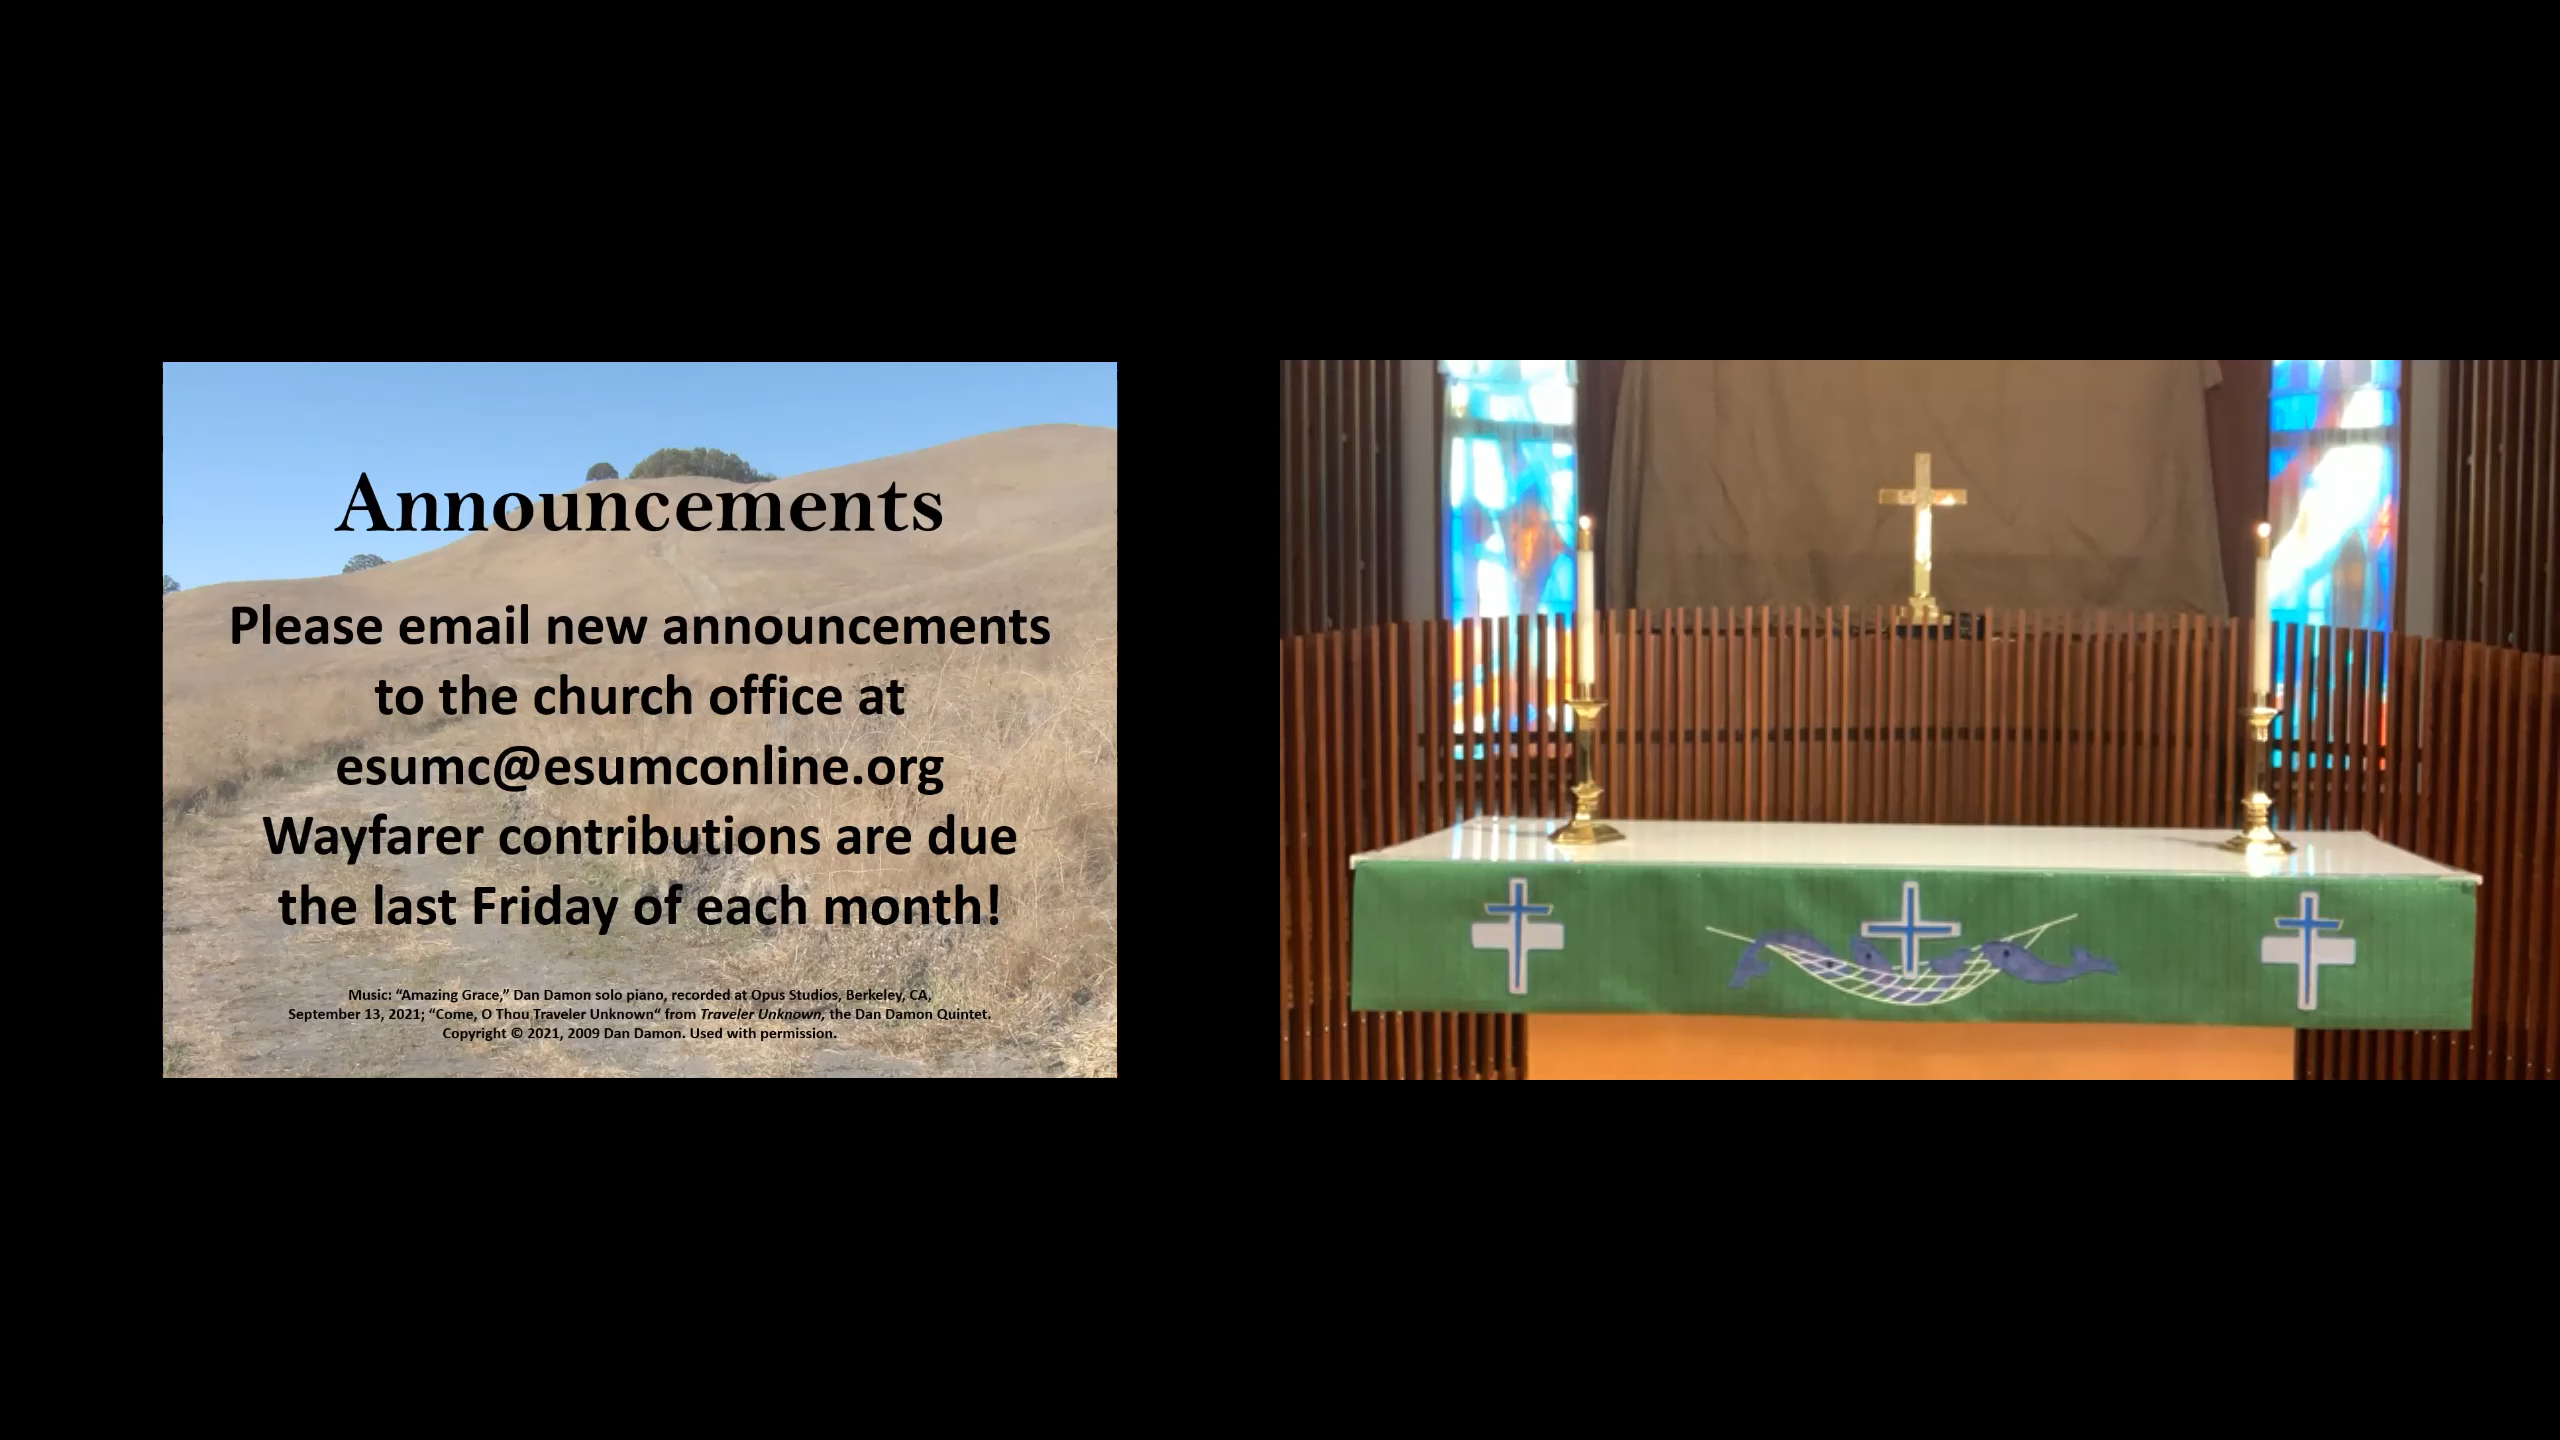 Announcements
Please email new announcements
to the church office at
esumc@esumconline.org
Wayfarer contributions are due
the last Friday of each month!
Music: “Amazing Grace,” Dan Damon solo piano, recorded at Opus Studios, Berkeley, CA,
September 13, 2021; “Come, O Thou Traveler Unknown“ from Traveler Unknown, the Dan Damon Quintet.
Copyright © 2021, 2009 Dan Damon. Used with permission.